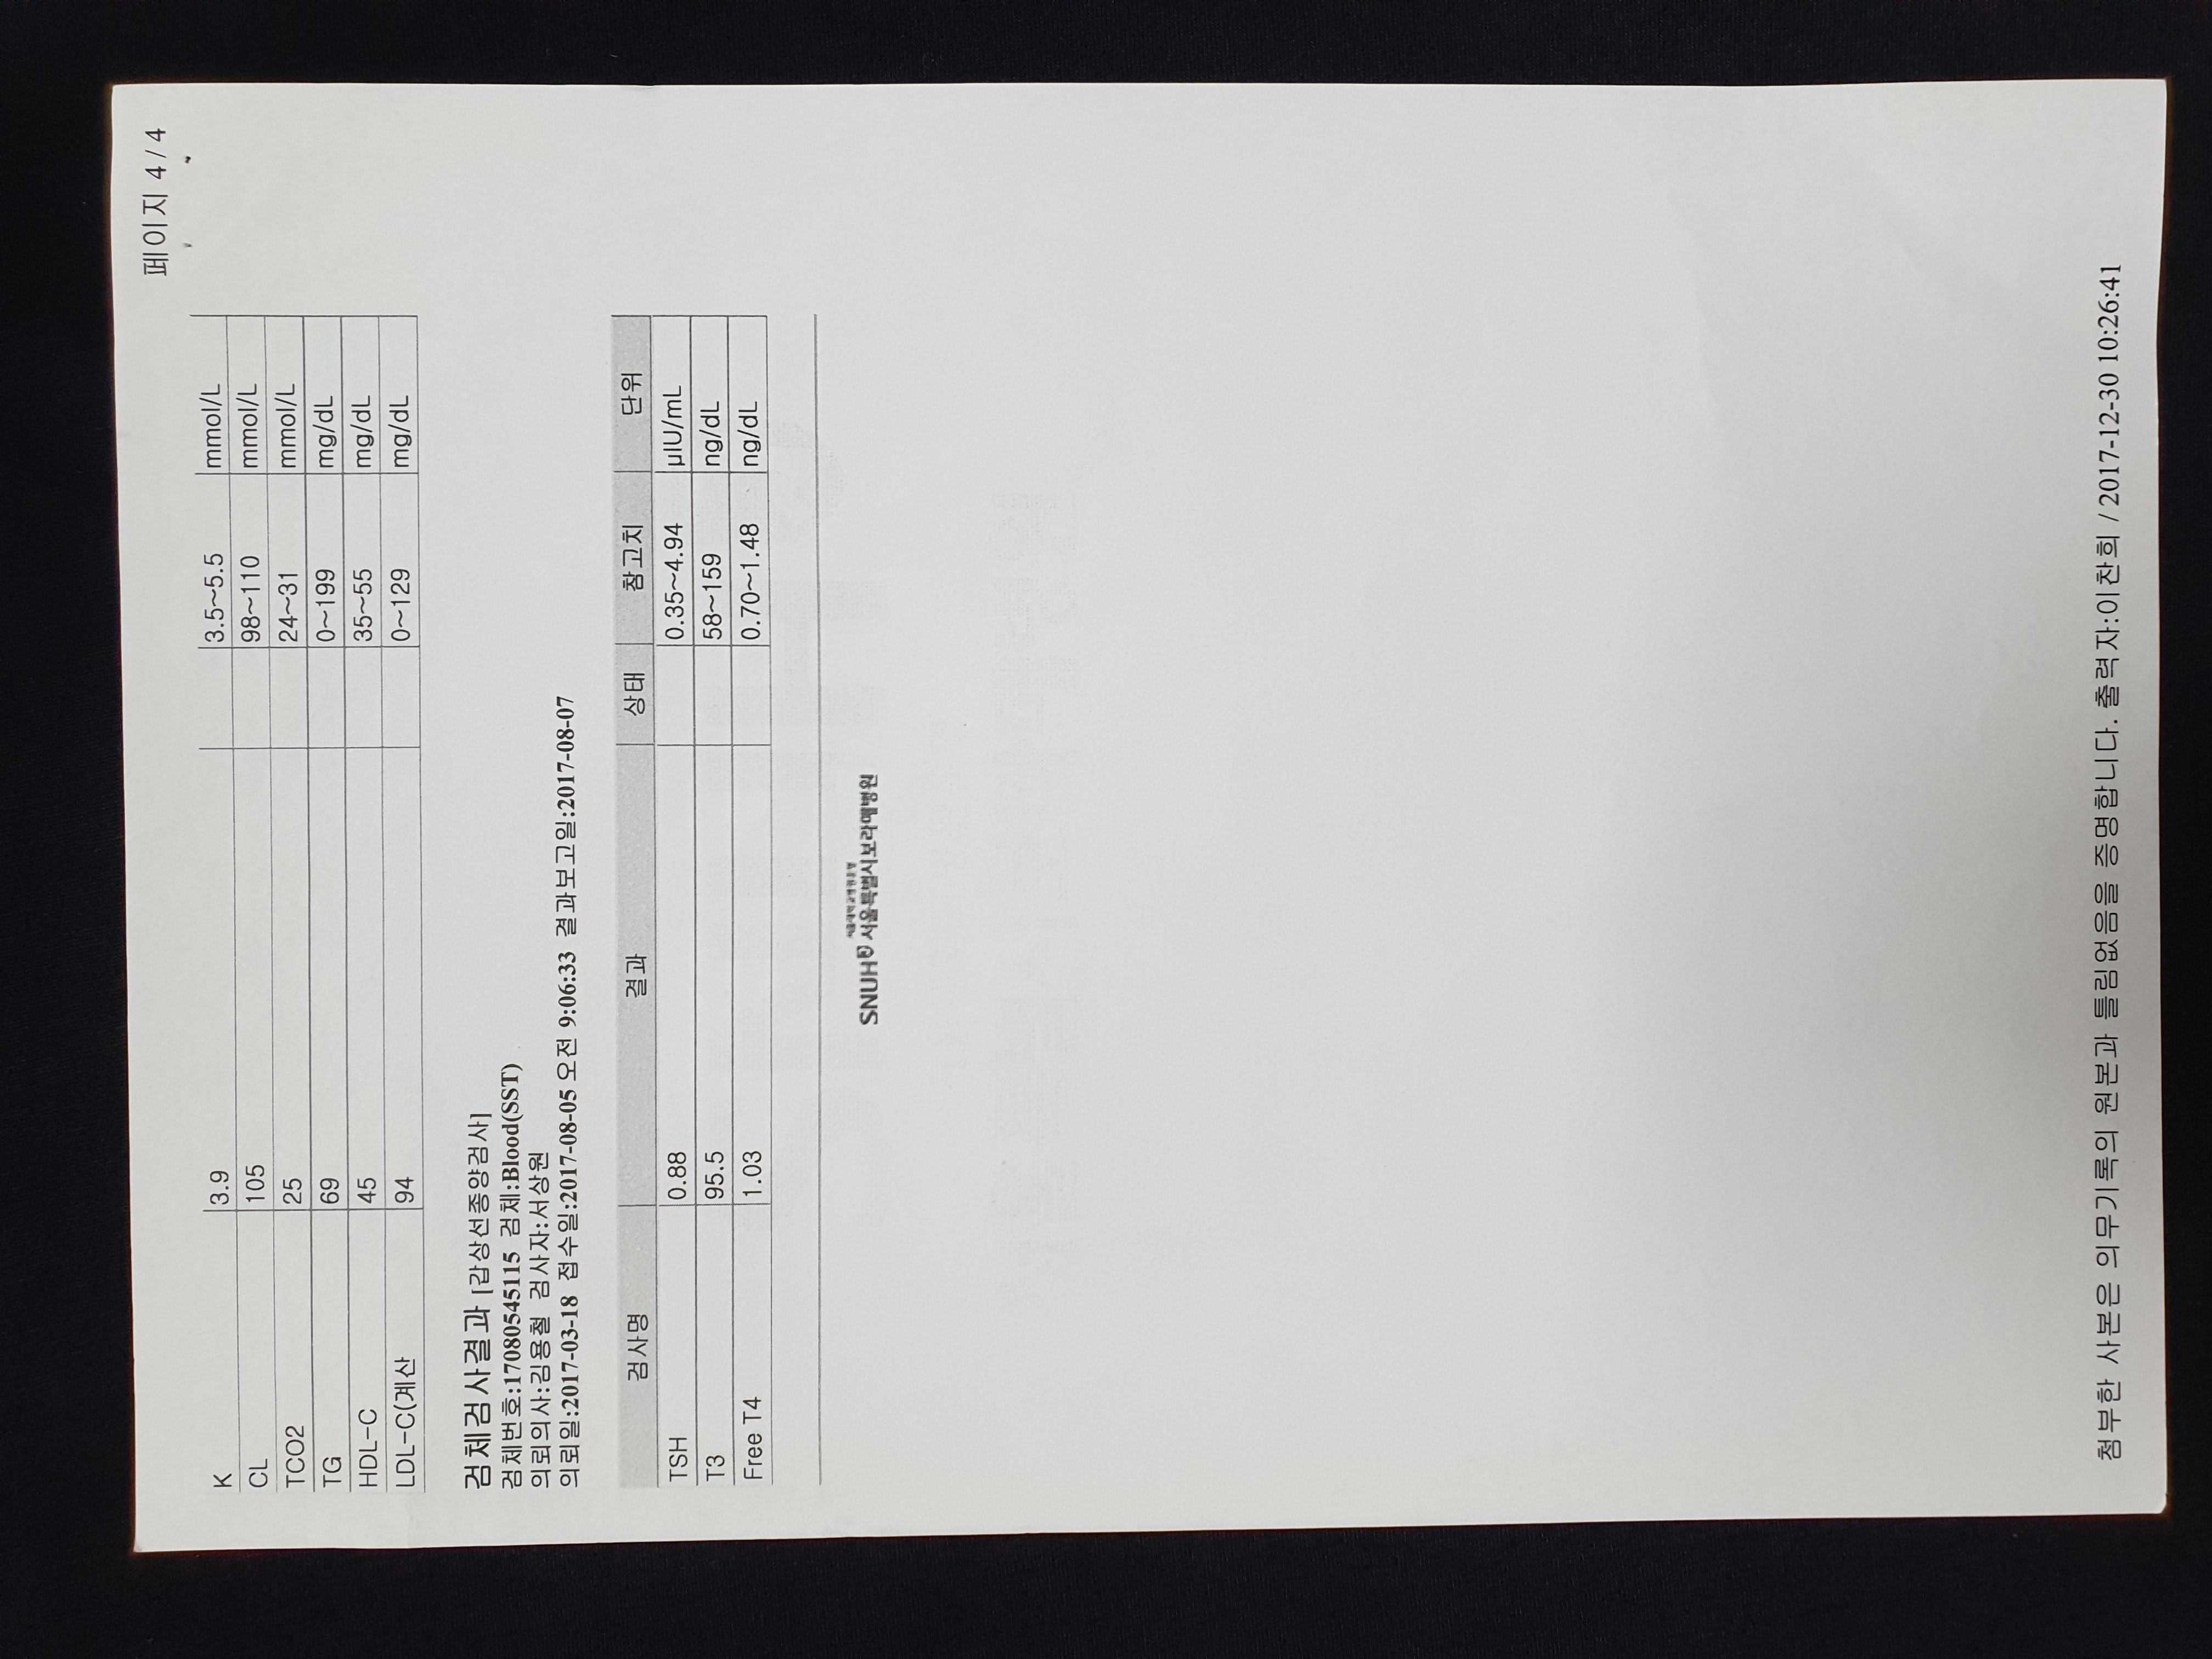 페이지 4 / 4
K 3.9 3.5~5.5 mmol/L
CL 105 98~110 mmol/L
TCO2 25 24~31 mmol/L
TG 69 0~199 mg/dL
HDL-C 45 35~55 mg/dL
LDL-C(계산 94 0~129 mg/dL
검체검사결과 [갑상선종양검사]
검체번호:17080545115 검체:Blood(SST)
의뢰의사:김용철 검사자:서상원
의뢰일:2017-03-18 접수일:2017-08-05 오전 9:06:33 결과보고일:2017-08-07
검사명 결과 상태 참고치 단위
TSH 0.88 0.35~4.94 µIU/mL
T3 95.5 58~159 ng/dL
Free T4 1.03 0.70~1.48 ng/dL
서울대학교병원운영
SNUH 서울특별시보라매병원
첨부한 사본은 의무기록의 원본과 틀림없음을 증명합니다. 출력자:이찬희 / 2017-12-30 10:26:41